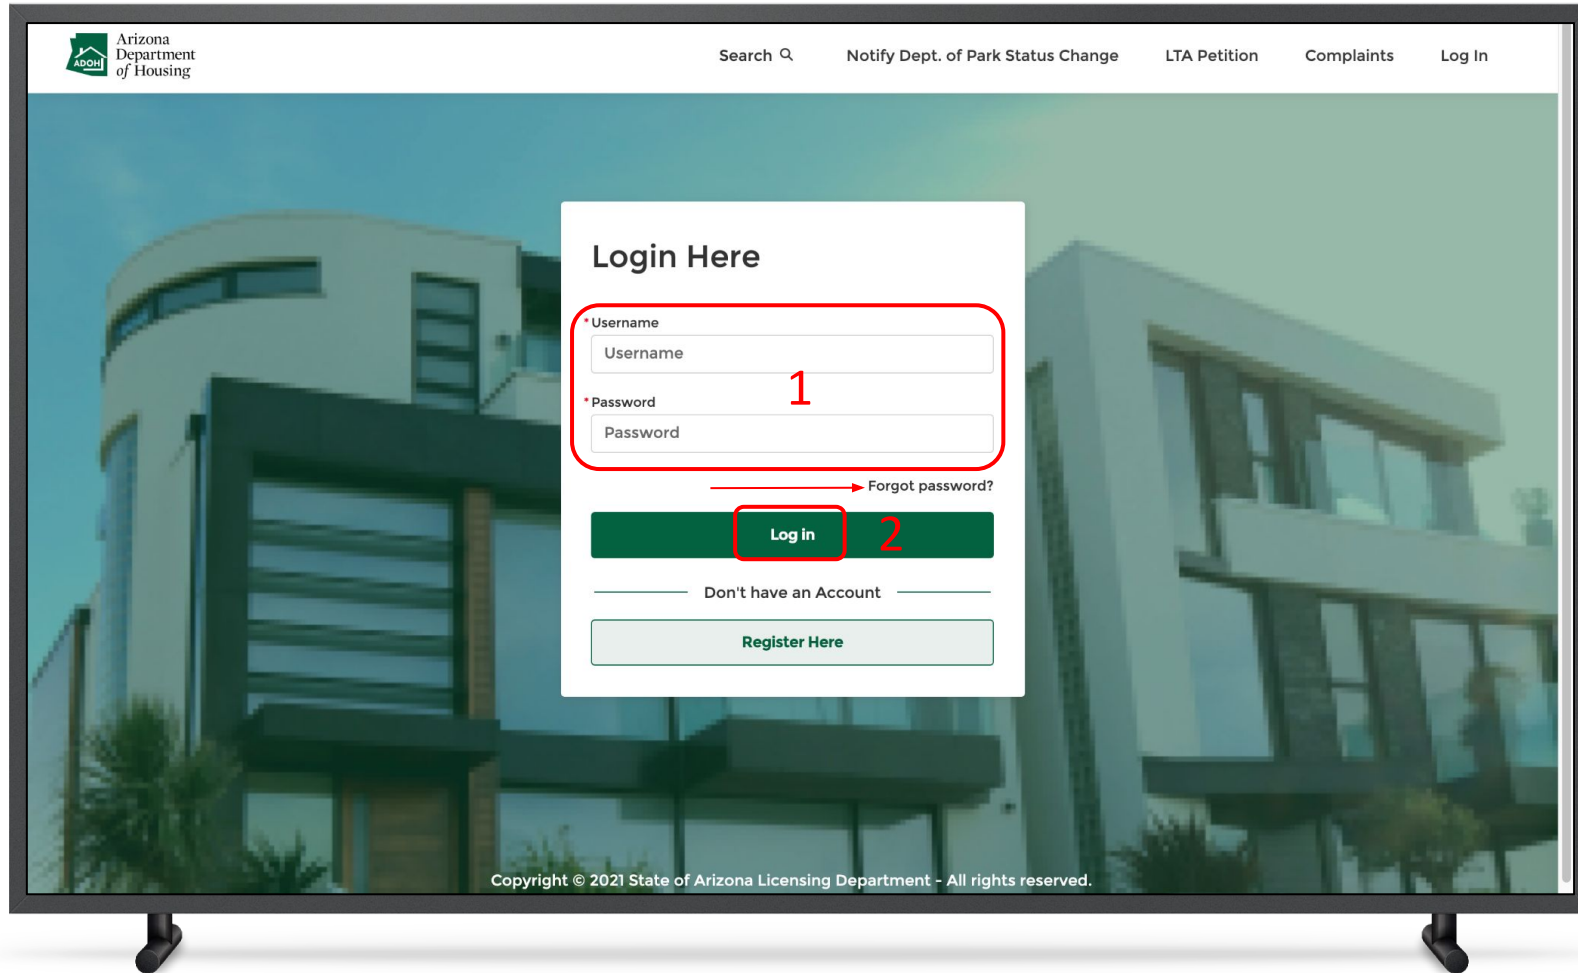 Arizona
Department
of Housing
ADOH
Search
Notify Dept. of Park Status Change
LTA Petition
Complaints
Log In
Login Here
*Username
Username
1
*Password
Password
Forgot password?
Log in
2
Don't have an Account
Register Here
Copyright © 2021 State of Arizona Licensing Department - All rights reserved.